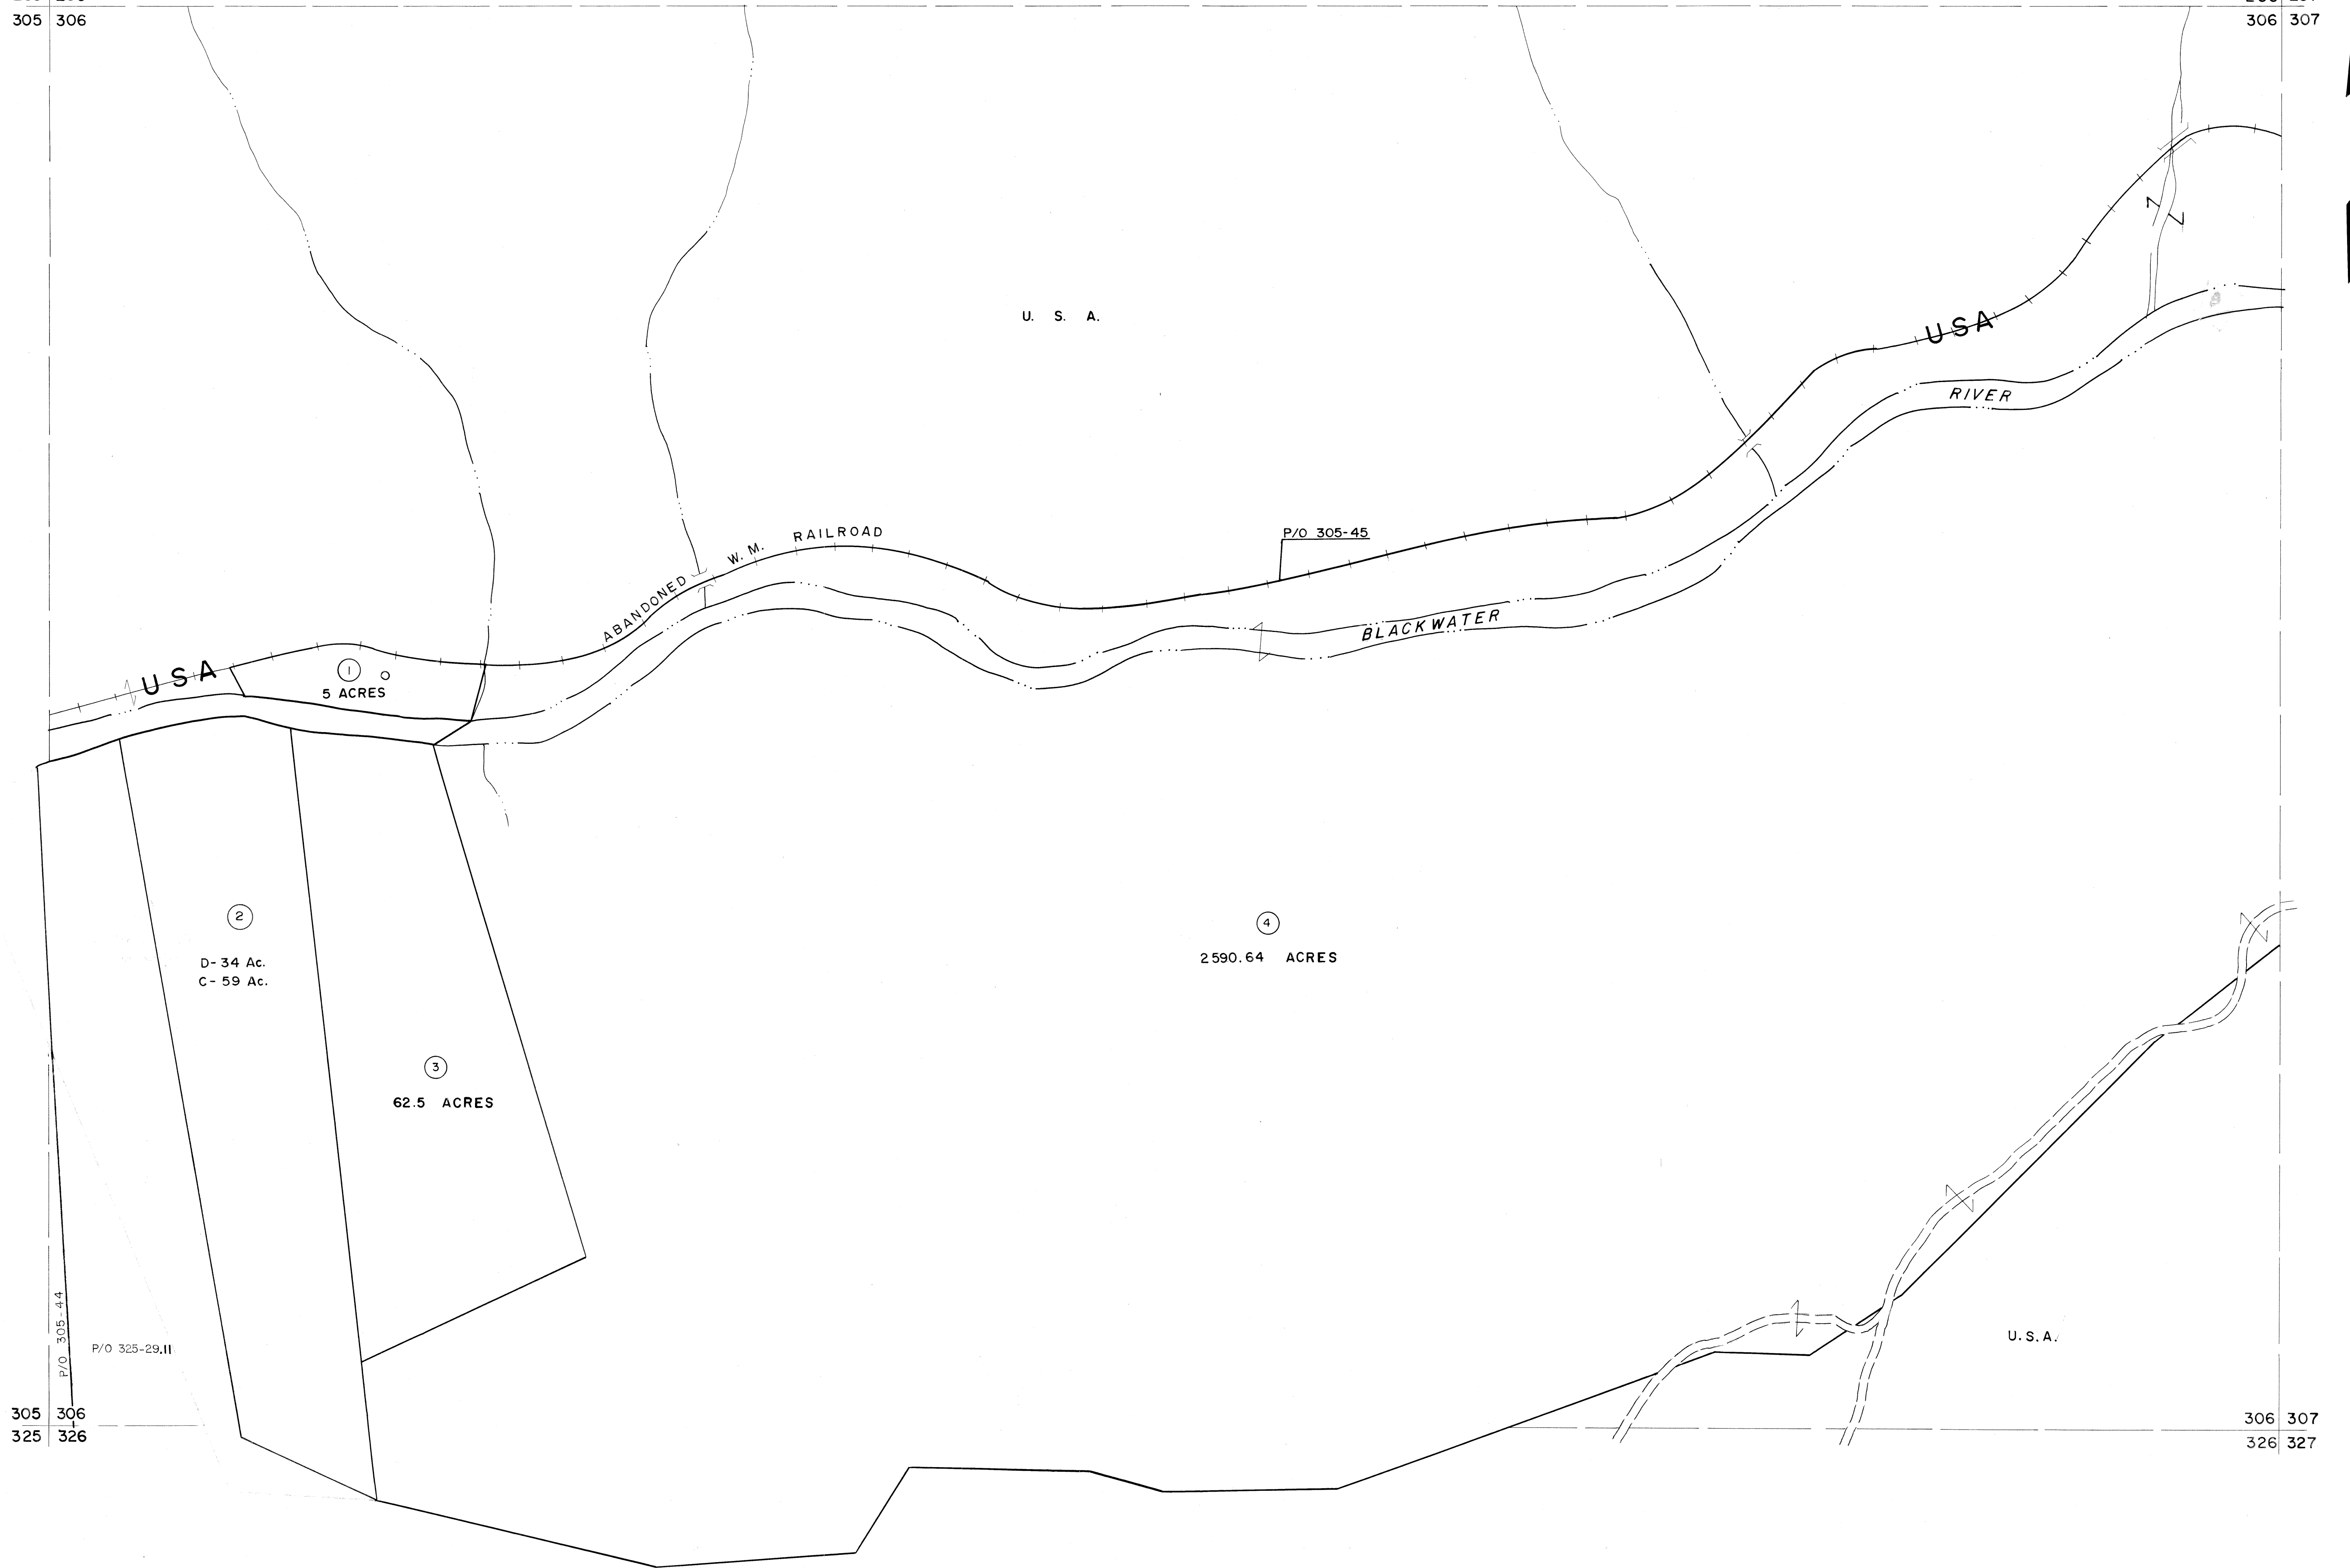 305 306
306 307
U. S. A.
USA
RIVER
P/O 305-45
ABANDONED W. M. RAILROAD
BLACKWATER
USA
1
5 ACRES
2
D-34 Ac.
C-59 Ac.
4
2590.64 ACRES
3
62.5 ACRES
P/O 305-44
P/O 325-29.11
U.S.A.
305 306
325 326
306 307
326 327